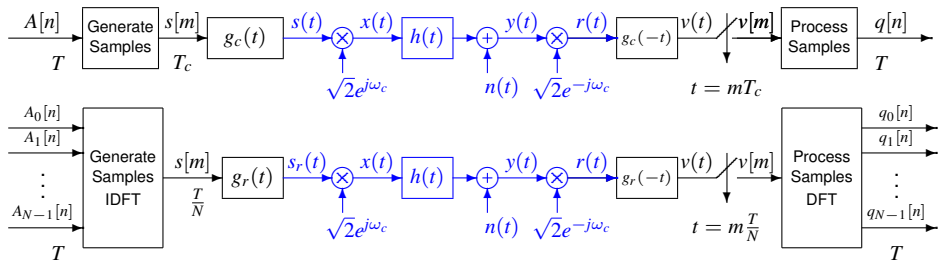 A[n] Generate Samples s[m] g_c(t) s(t) x(t) h(t) y(t) r(t) g_c(−t) v(t) v[m] Process Samples q[n]
T T_c √2e^{jω_c} n(t) √2e^{−jω_c} t = mT_c T
A_0[n] q_0[n]
A_1[n] Generate Samples IDFT s[m] g_r(t) s_r(t) x(t) h(t) y(t) r(t) g_r(−t) v(t) v[m] Process Samples DFT q_1[n]
⋮ ⋮ T/N ⋮ ⋮
A_{N−1}[n] √2e^{jω_c} n(t) √2e^{−jω_c} t = m T/N q_{N−1}[n]
T T